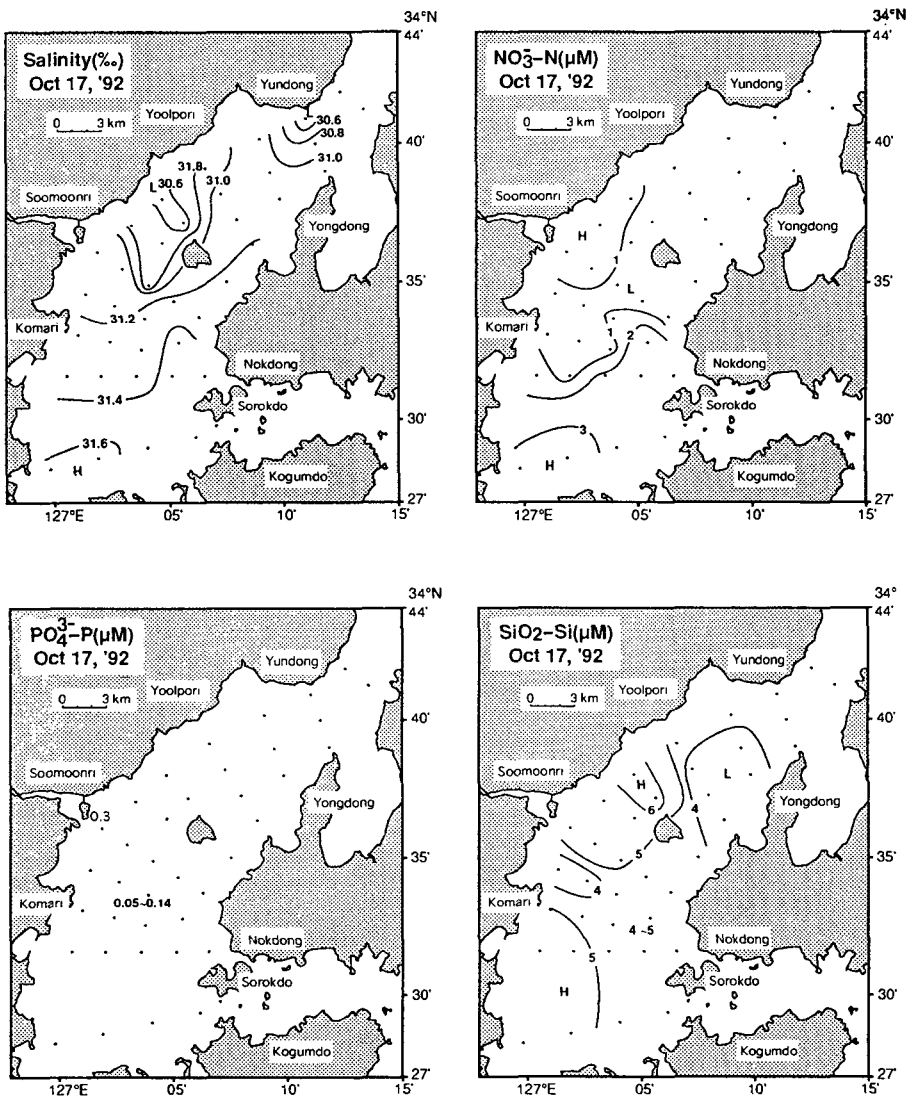 34°N
Salinity(‰)
Oct 17, '92
0 3 km
Yoolpori
Yundong
44'
40'
35'
30'
27'
30.6
30.8
31.0
31.8.
31.0
L 30.6
Soomoonri
Yongdong
Komari
31.2
Nokdong
31.4
Sorokdo
31.6
H
Kogumdo
127°E
05'
10'
15'
34°N
NO3⁻–N(µM)
Oct 17, '92
0 3 km
Yoolpori
Yundong
44'
40'
35'
30'
27'
Soomoonri
Yongdong
H
1
L
Komari
1
2
Nokdong
Sorokdo
3
H
Kogumdo
127°E
05'
10'
15'
34°N
PO4³⁻–P(µM)
Oct 17, '92
0 3 km
Yoolpori
Yundong
44'
40'
35'
30'
27'
Soomoonri
0.3
Yongdong
Komari
0.05~0.14
Nokdong
Sorokdo
Kogumdo
127°E
05'
10'
15'
34°
SiO2–Si(µM)
Oct 17, '92
0 3 km
Yoolpori
Yundong
44'
40'
35'
30'
27'
Soomoonri
H
L
6
4
Yongdong
5
4
Komari
4 ~5
Nokdong
5
H
Sorokdo
Kogumdo
127°E
05'
10'
15'